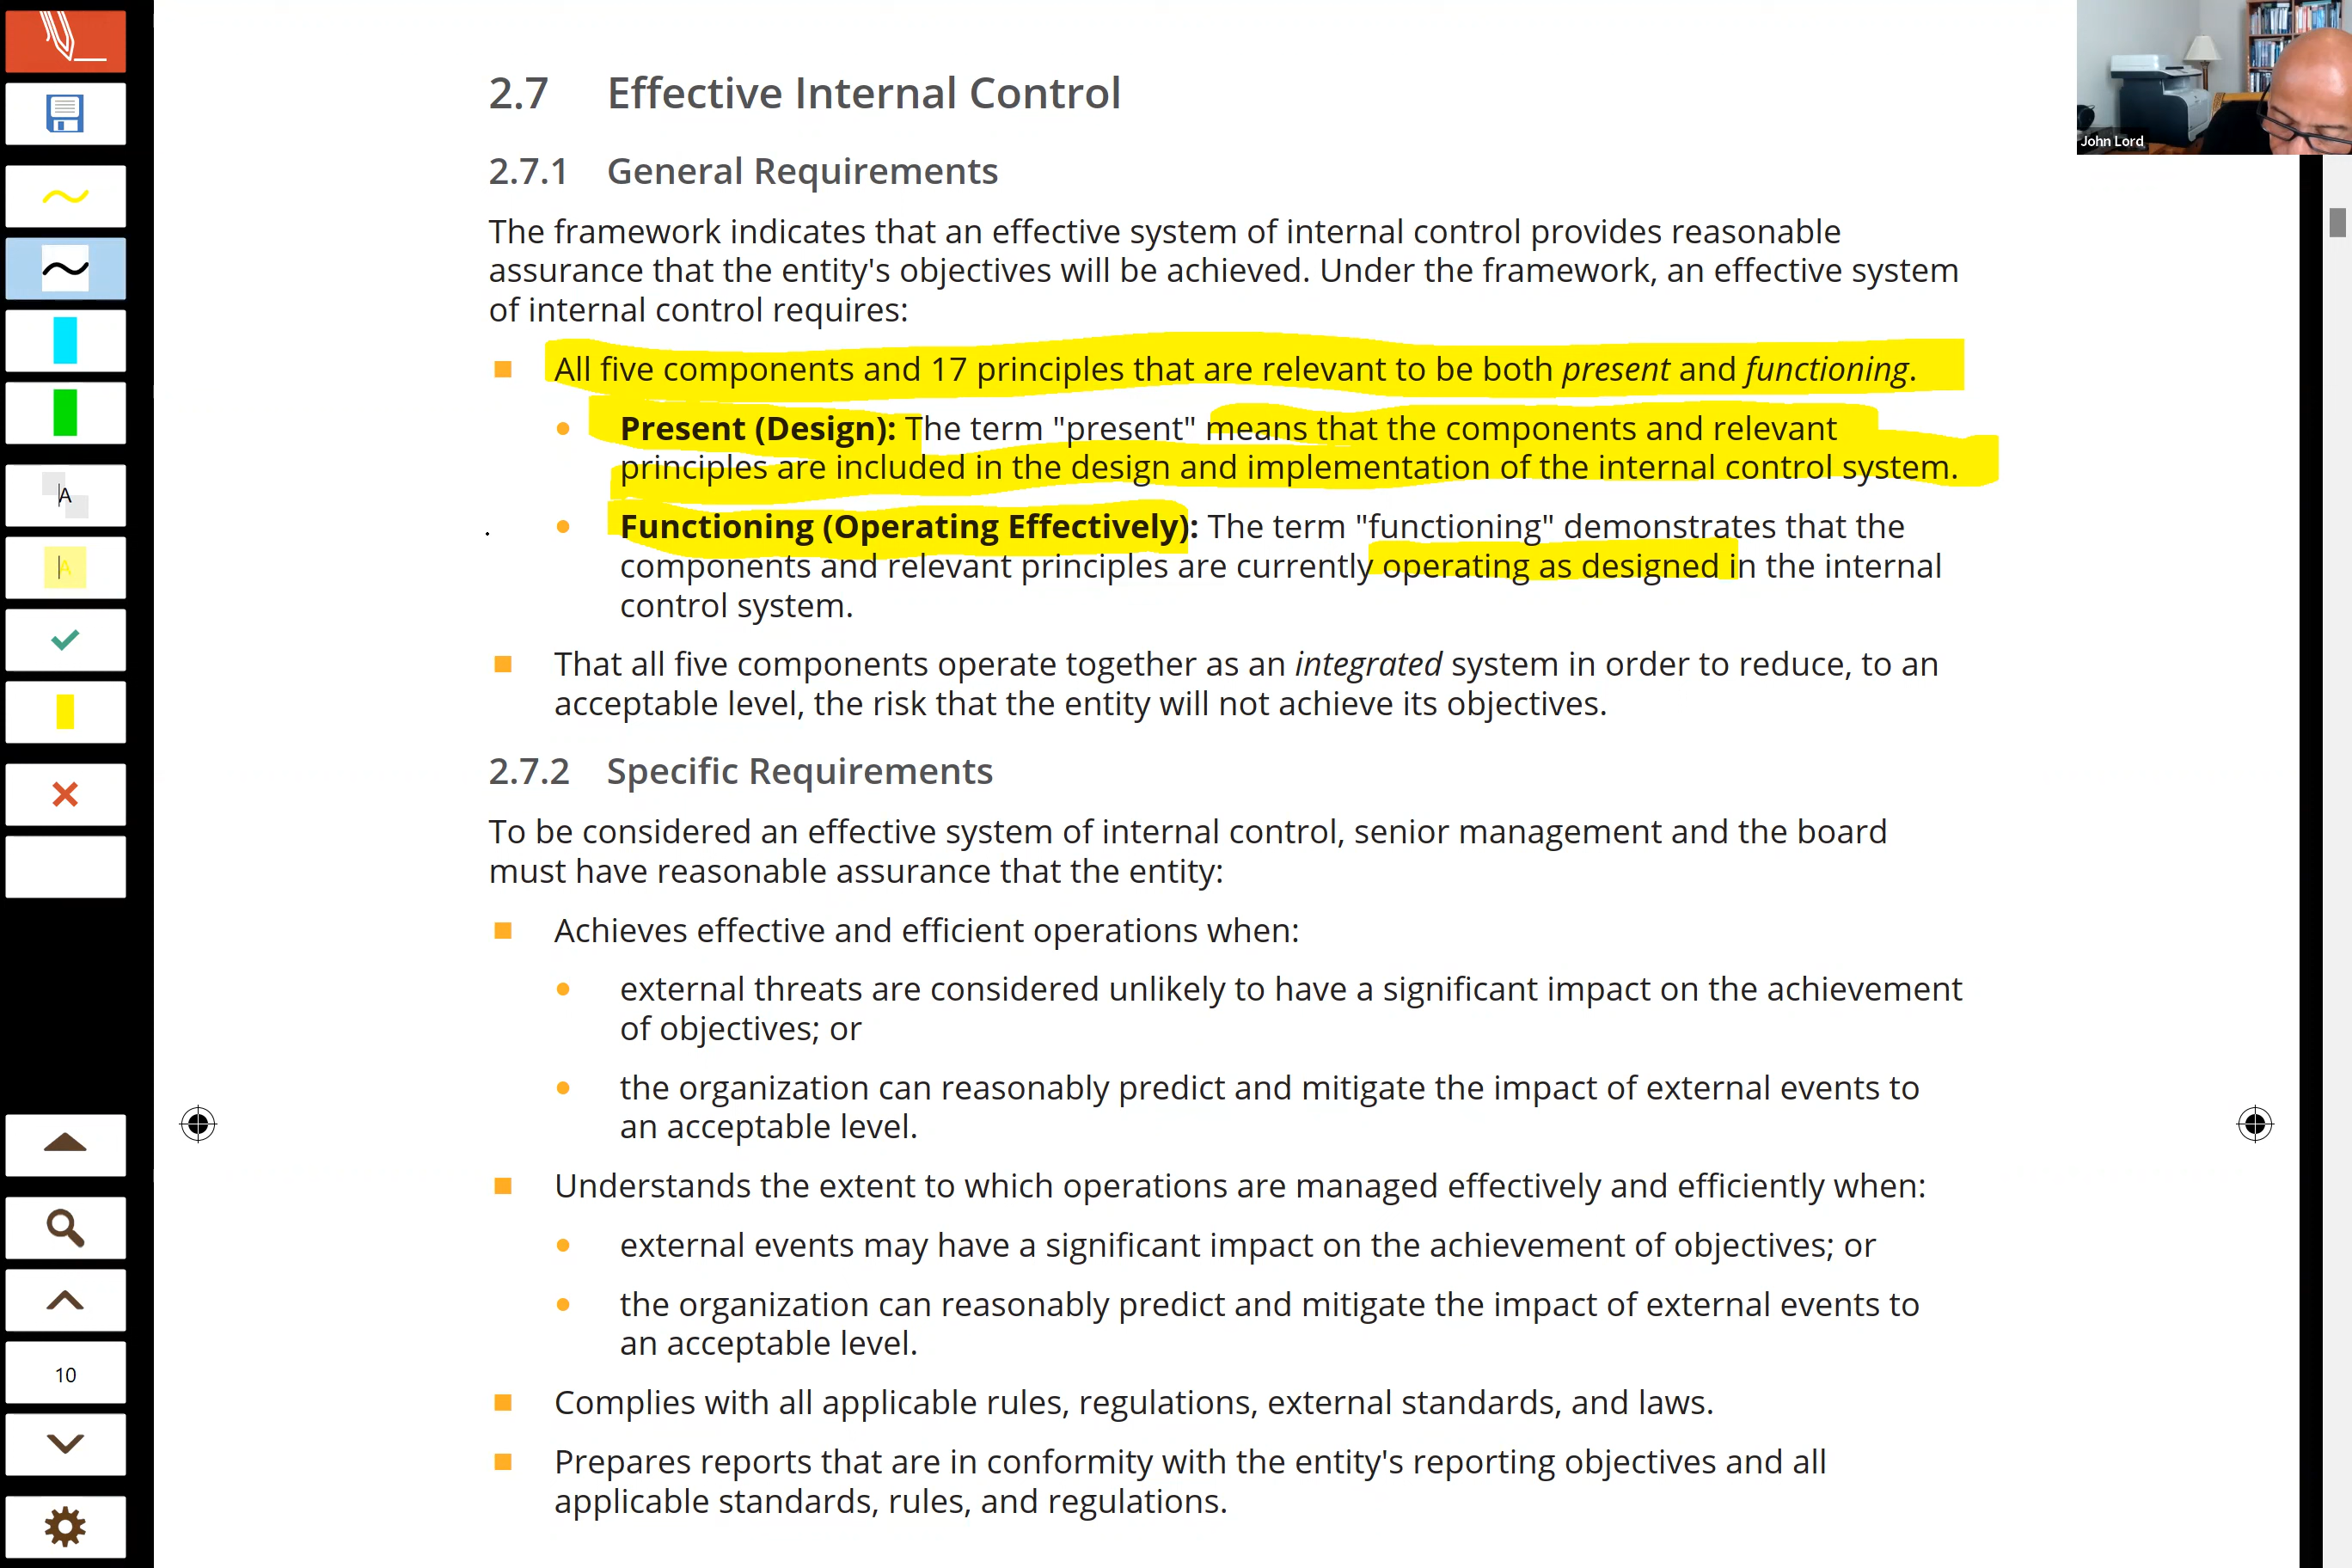 2.7 Effective Internal Control
2.7.1 General Requirements
The framework indicates that an effective system of internal control provides reasonable
assurance that the entity's objectives will be achieved. Under the framework, an effective system
of internal control requires:
All five components and 17 principles that are relevant to be both present and functioning.
Present (Design): The term "present" means that the components and relevant
principles are included in the design and implementation of the internal control system.
Functioning (Operating Effectively): The term "functioning" demonstrates that the
components and relevant principles are currently operating as designed in the internal
control system.
That all five components operate together as an integrated system in order to reduce, to an
acceptable level, the risk that the entity will not achieve its objectives.
2.7.2 Specific Requirements
To be considered an effective system of internal control, senior management and the board
must have reasonable assurance that the entity:
Achieves effective and efficient operations when:
external threats are considered unlikely to have a significant impact on the achievement
of objectives; or
the organization can reasonably predict and mitigate the impact of external events to
an acceptable level.
Understands the extent to which operations are managed effectively and efficiently when:
external events may have a significant impact on the achievement of objectives; or
the organization can reasonably predict and mitigate the impact of external events to
an acceptable level.
Complies with all applicable rules, regulations, external standards, and laws.
Prepares reports that are in conformity with the entity's reporting objectives and all
applicable standards, rules, and regulations.
John Lord
A
A
10